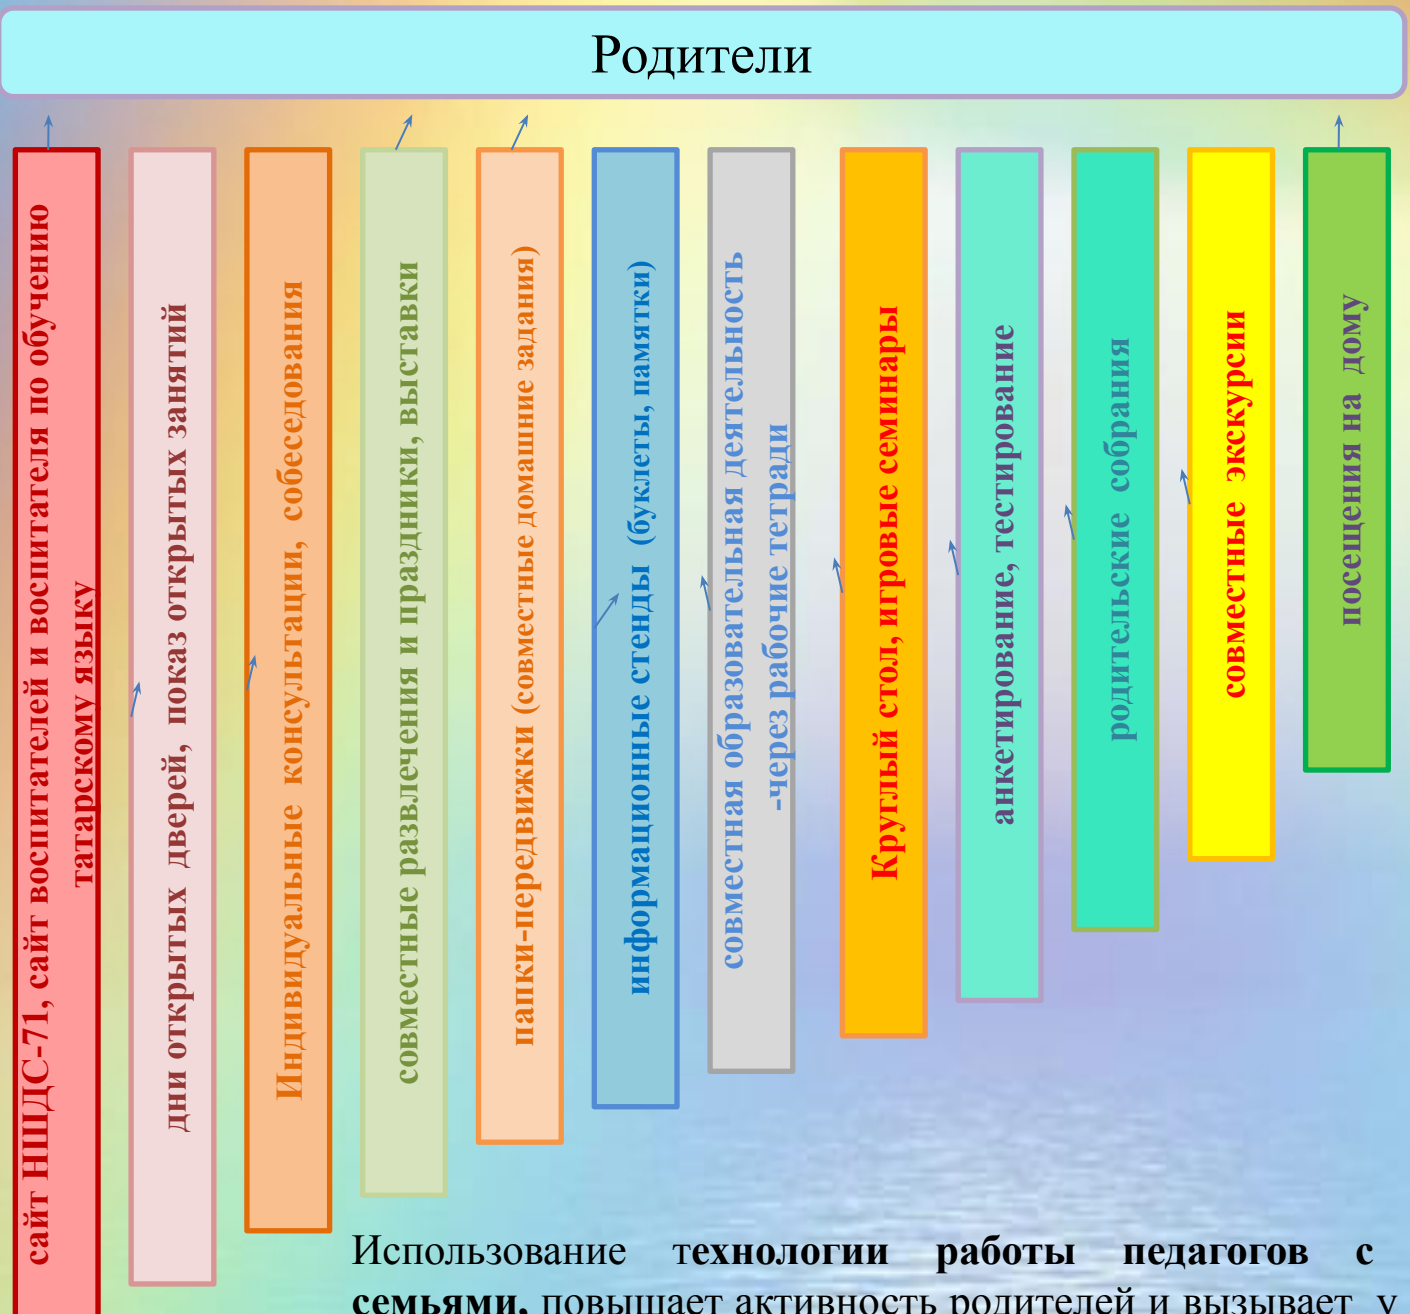 Родители
сайт НШДС-71, сайт воспитателей и воспитателя по обучению
татарскому языку
дни открытых дверей, показ открытых занятий
Индивидуальные консультации, собеседования
совместные развлечения и праздники, выставки
папки-передвижки (совместные домашние задания)
информационные стенды (буклеты, памятки)
совместная образовательная деятельность
-через рабочие тетради
Круглый стол, игровые семинары
анкетирование, тестирование
родительские собрания
совместные экскурсии
посещения на дому
Использование технологии работы педагогов с
семьями, повышает активность родителей и вызывает у